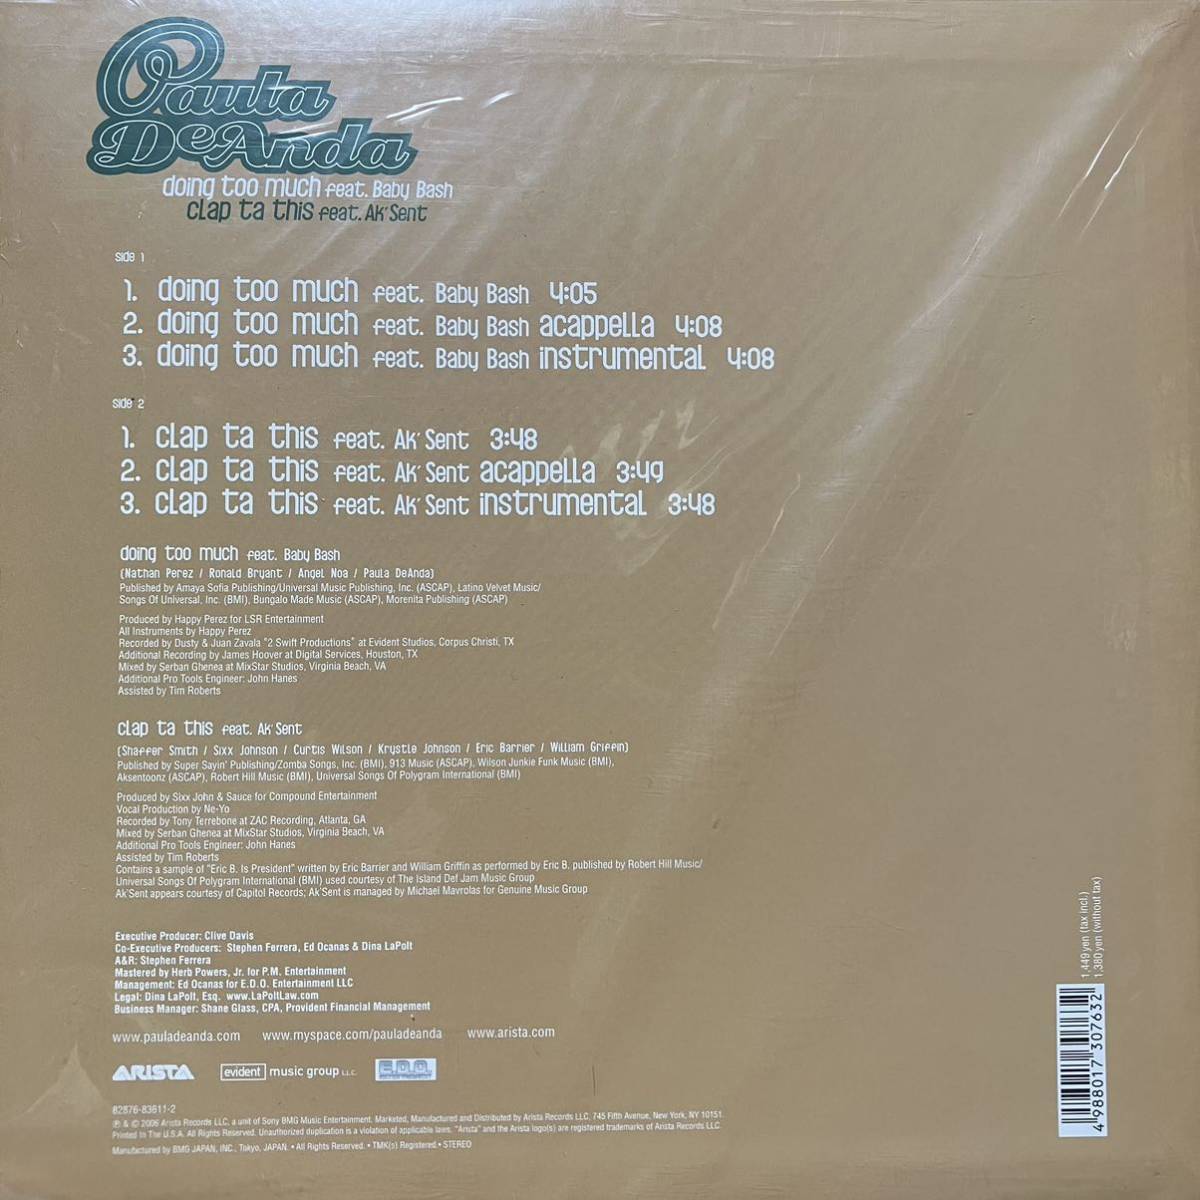 Paula
DeAnda
doing too much feat. Baby Bash
clap ta this feat. Ak'Sent
side 1
1. doing too much feat. Baby Bash 4:05
2. doing too much feat. Baby Bash acappella 4:08
3. doing too much feat. Baby Bash instrumental 4:08
side 2
1. clap ta this feat. Ak'Sent 3:48
2. clap ta this feat. Ak'Sent acappella 3:49
3. clap ta this feat. Ak'Sent instrumental 3:48
doing too much feat. Baby Bash
(Nathan Perez / Ronald Bryant / Angel Noa / Paula DeAnda)
Published by Amaya Sofia Publishing/Universal Music Publishing, Inc. (ASCAP), Latino Velvet Music/
Songs Of Universal, Inc. (BMI), Bungalo Made Music (ASCAP), Morenita Publishing (ASCAP)
Produced by Happy Perez for LSR Entertainment
All Instruments by Happy Perez
Recorded by Dusty & Juan Zavala "2 Swift Productions" at Evident Studios, Corpus Christi, TX
Additional Recording by James Hoover at Digital Services, Houston, TX
Mixed by Serban Ghenea at MixStar Studios, Virginia Beach, VA
Additional Pro Tools Engineer: John Hanes
Assisted by Tim Roberts
clap ta this feat. Ak'Sent
(Shaffer Smith / Sixx Johnson / Curtis Wilson / Krystle Johnson / Eric Barrier / William Griffin)
Published by Super Sayin' Publishing/Zomba Songs, Inc. (BMI), 913 Music (ASCAP), Wilson Junkie Funk Music (BMI),
Aksentoonz (ASCAP), Robert Hill Music (BMI), Universal Songs Of Polygram International (BMI)
Produced by Sixx John & Sauce for Compound Entertainment
Vocal Production by Ne-Yo
Recorded by Tony Terrebone at ZAC Recording, Atlanta, GA
Mixed by Serban Ghenea at MixStar Studios, Virginia Beach, VA
Additional Pro Tools Engineer: John Hanes
Assisted by Tim Roberts
Contains a sample of "Eric B. Is President" written by Eric Barrier and William Griffin as performed by Eric B. published by Robert Hill Music/
Universal Songs Of Polygram International (BMI) used courtesy of The Island Def Jam Music Group
Ak'Sent appears courtesy of Capitol Records; Ak'Sent is managed by Michael Mavrolas for Genuine Music Group
Executive Producer: Clive Davis
Co-Executive Producers: Stephen Ferrera, Ed Ocanas & Dina LaPolt
A&R: Stephen Ferrera
Mastered by Herb Powers, Jr. for P.M. Entertainment
Management: Ed Ocanas for E.D.O. Entertainment LLC
Legal: Dina LaPolt, Esq. www.LaPoltLaw.com
Business Manager: Shane Glass, CPA, Provident Financial Management
www.pauladeanda.com www.myspace.com/pauladeanda www.arista.com
ARISTA evident music group LLC. E.D.O.
82876-83611-2
℗ & © 2006 Arista Records LLC, a unit of Sony BMG Music Entertainment. Marketed, Manufactured and Distributed by Arista Records LLC, 745 Fifth Avenue, New York, NY 10151.
Printed In The U.S.A. All Rights Reserved. Unauthorized duplication is a violation of applicable laws. "Arista" and the Arista logo(s) are registered trademarks of Arista Records LLC.
Manufactured by BMG JAPAN, INC., Tokyo, JAPAN. • All Rights Reserved. • TMK(s) Registered. • STEREO
1,449 yen (tax incl.)
1,380 yen (without tax)
4 988017 307632